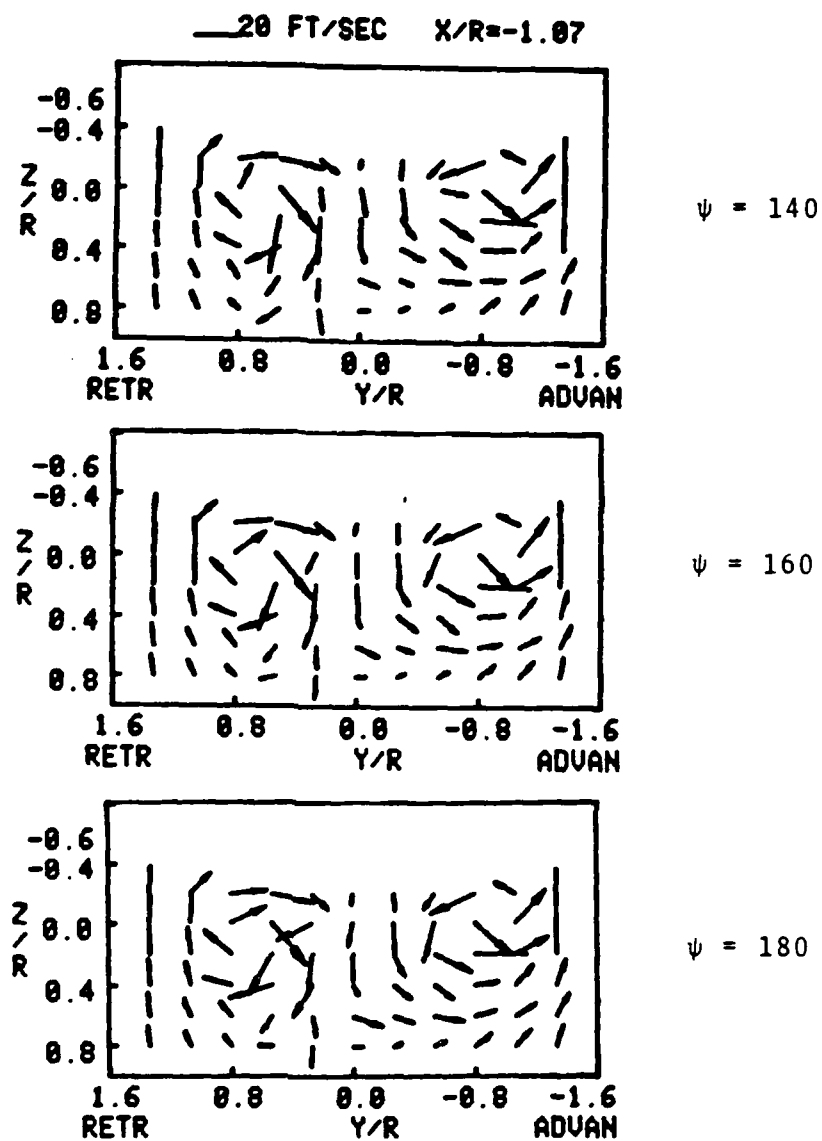 20 FT/SEC X/R=-1.07
-0.6
-0.4
Z/R
0.0
0.4
0.8
1.6 0.8 0.0 -0.8 -1.6
RETR Y/R ADVAN
ψ = 140
-0.6
-0.4
Z/R
0.0
0.4
0.8
1.6 0.8 0.0 -0.8 -1.6
RETR Y/R ADVAN
ψ = 160
-0.6
-0.4
Z/R
0.0
0.4
0.8
1.6 0.8 0.0 -0.8 -1.6
RETR Y/R ADVAN
ψ = 180